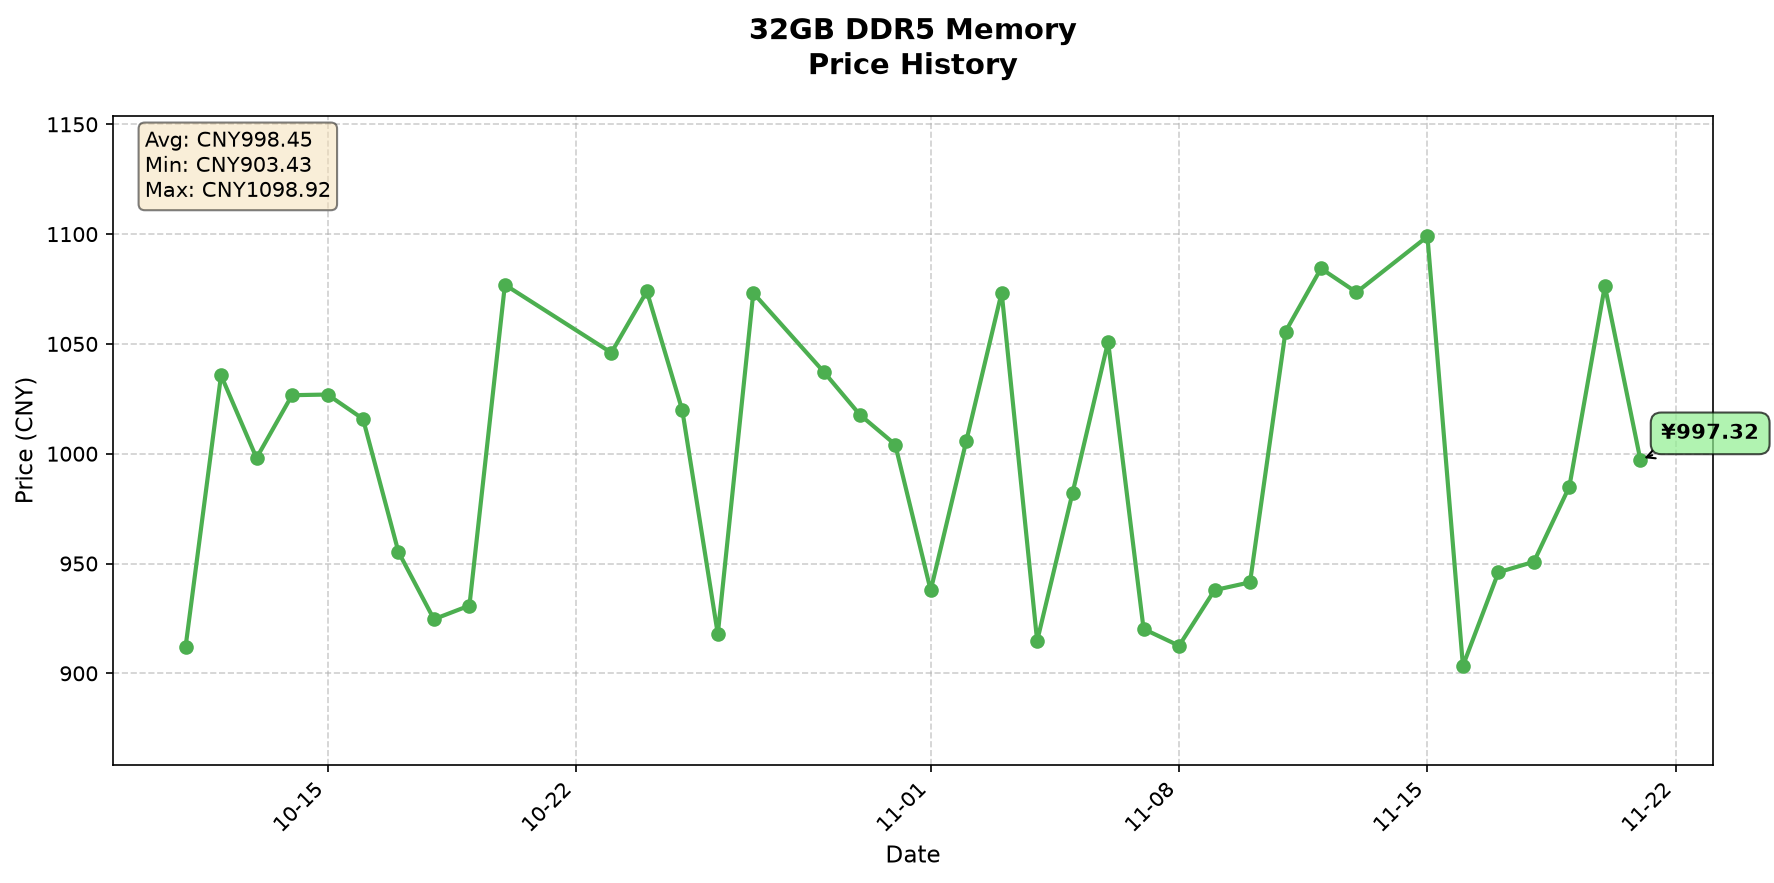 32GB DDR5 Memory
Price History
Avg: CNY998.45
Min: CNY903.43
Max: CNY1098.92
1150
1100
1050
1000
950
900
Price (CNY)
¥997.32
10-15
10-22
11-01
11-08
11-15
11-22
Date